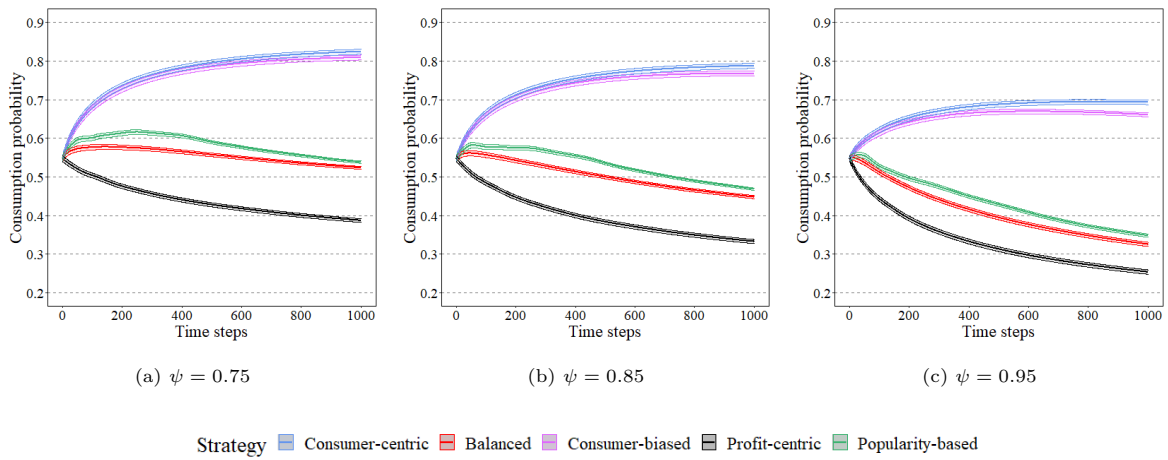 Consumption probability
0.9
0.8
0.7
0.6
0.5
0.4
0.3
0.2
0 200 400 600 800 1000
Time steps
(a) ψ = 0.75
Consumption probability
0.9
0.8
0.7
0.6
0.5
0.4
0.3
0.2
0 200 400 600 800 1000
Time steps
(b) ψ = 0.85
Consumption probability
0.9
0.8
0.7
0.6
0.5
0.4
0.3
0.2
0 200 400 600 800 1000
Time steps
(c) ψ = 0.95
Strategy Consumer-centric Balanced Consumer-biased Profit-centric Popularity-based